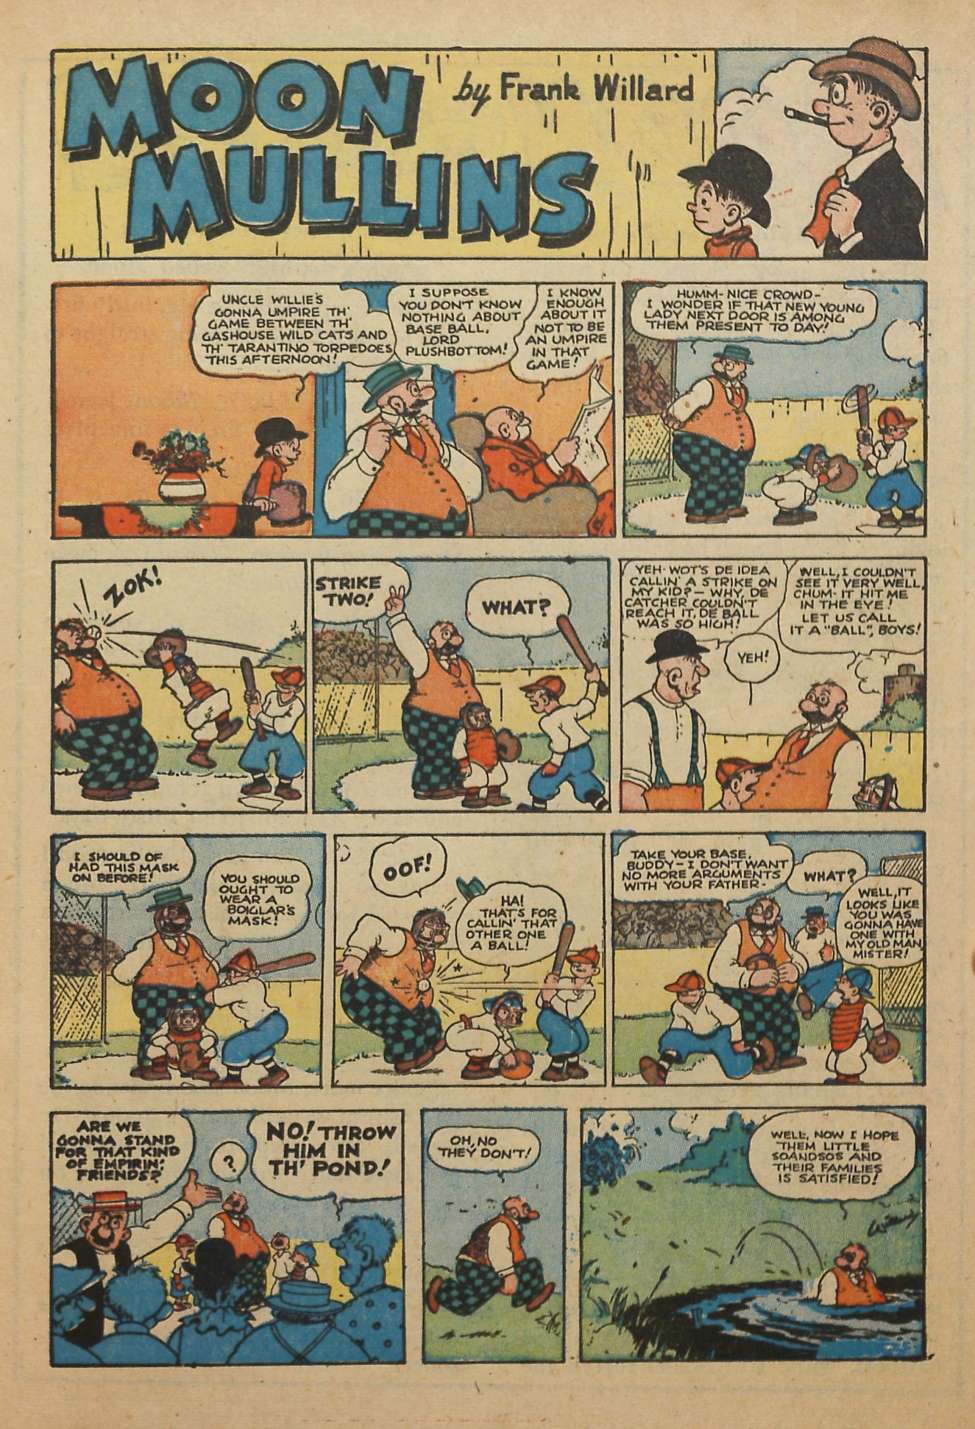 MOON
MULLINS
by Frank Willard
UNCLE WILLIE'S
GONNA UMPIRE TH'
GAME BETWEEN TH'
GASHOUSE WILD CATS AND
TH' TARANTINO TORPEDOES
THIS AFTERNOON!
I SUPPOSE
YOU DON'T KNOW
NOTHING ABOUT
BASE BALL,
LORD
PLUSHBOTTOM!
I KNOW
ENOUGH
ABOUT IT
NOT TO BE
AN UMPIRE
IN THAT
GAME!
HUMM- NICE CROWD-
I WONDER IF THAT NEW YOUNG
LADY NEXT DOOR IS AMONG
THEM PRESENT TO DAY!
ZOK!
STRIKE
TWO!
WHAT?
YEH- WOT'S DE IDEA
CALLIN' A STRIKE ON
MY KID?- WHY, DE
CATCHER COULDN'T
REACH IT, DE BALL
WAS SO HIGH!
YEH!
WELL, I COULDN'T
SEE IT VERY WELL,
CHUM- IT HIT ME
IN THE EYE!
LET US CALL
IT A "BALL", BOYS!
I SHOULD OF
HAD THIS MASK
ON BEFORE!
YOU SHOULD
OUGHT TO
WEAR A
BOIGLAR'S
MASK!
OOF!
HA!
THAT'S FOR
CALLIN' THAT
OTHER ONE
A BALL!
TAKE YOUR BASE,
BUDDY- I DON'T WANT
NO MORE ARGUMENTS
WITH YOUR FATHER-
WHAT?
WELL, IT
LOOKS LIKE
YOU WAS
GONNA HAVE
ONE WITH
MY OLD MAN,
MISTER!
ARE WE
GONNA STAND
FOR THAT KIND
OF EMPIRIN',
FRIENDS?
?
NO! THROW
HIM IN
TH' POND!
OH, NO
THEY DON'T!
WELL, NOW I HOPE
THEM LITTLE
SOANDSOS AND
THEIR FAMILIES
IS SATISFIED!
Willard